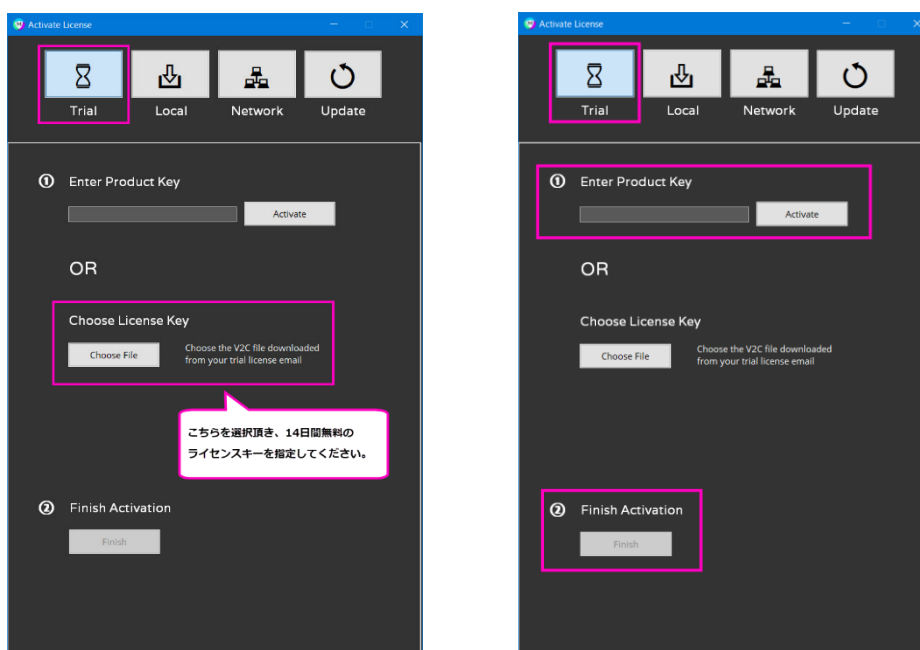 Activate License
Trial Local Network Update
① Enter Product Key
Activate
OR
Choose License Key
Choose File
Choose the V2C file downloaded
from your trial license email
こちらを選択頂き、14日間無料の
ライセンスキーを指定してください。
② Finish Activation
Finish
Activate License
Trial Local Network Update
① Enter Product Key
Activate
OR
Choose License Key
Choose File
Choose the V2C file downloaded
from your trial license email
② Finish Activation
Finish